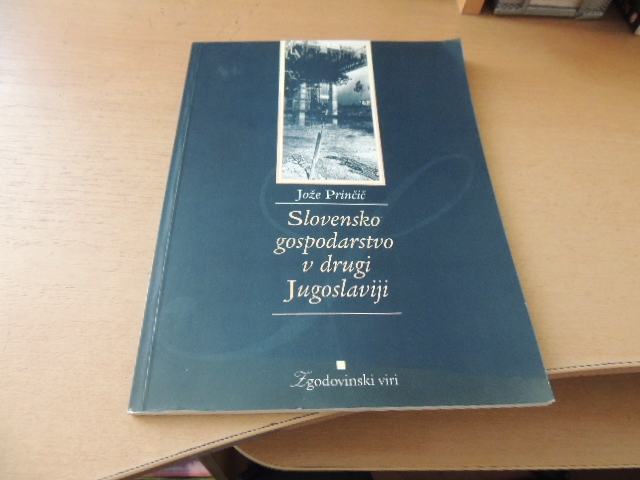 Jože Prinčič
Slovensko
gospodarstvo
v drugi
Jugoslaviji
Zgodovinski viri